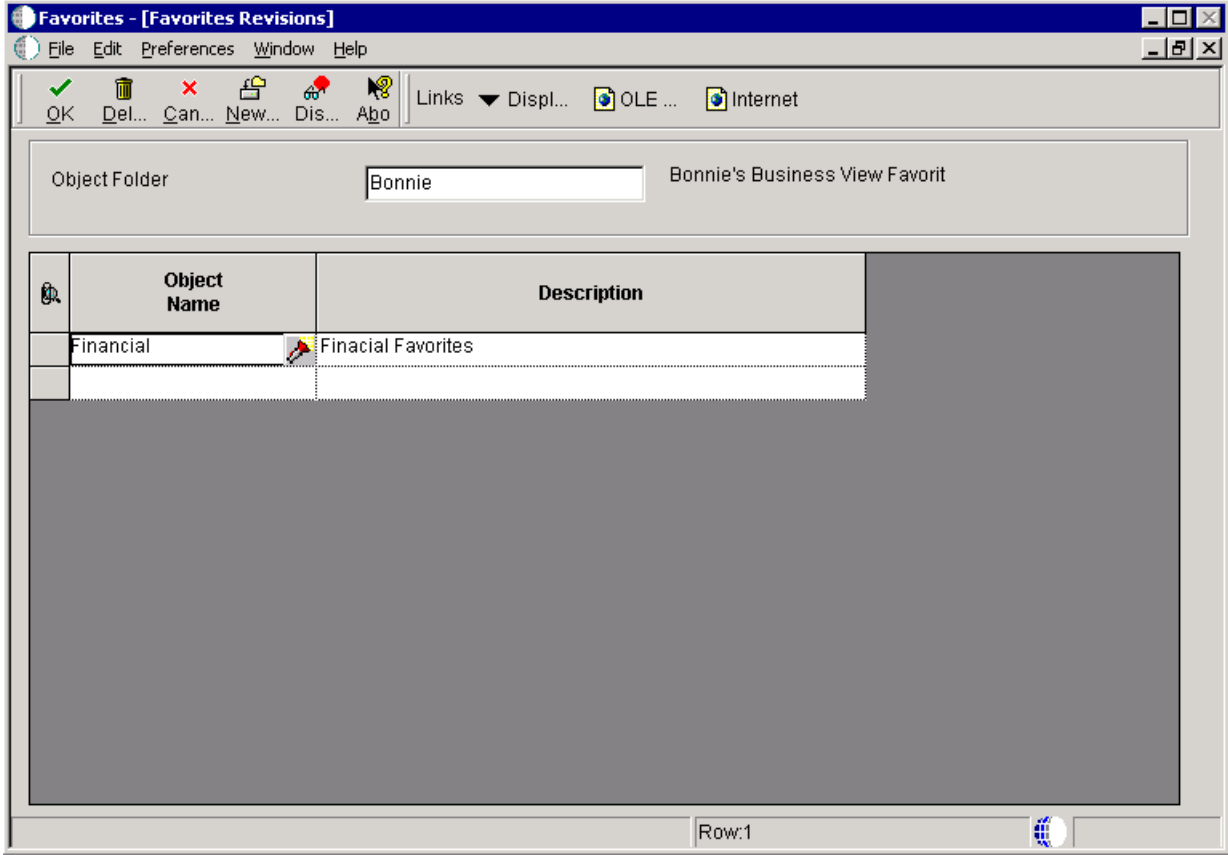 Favorites - [Favorites Revisions]
File Edit Preferences Window Help
OK Del... Can... New... Dis... Abo Links Displ... OLE ... Internet
Object Folder Bonnie Bonnie's Business View Favorit
Object Name Description
Financial Finacial Favorites
Row:1